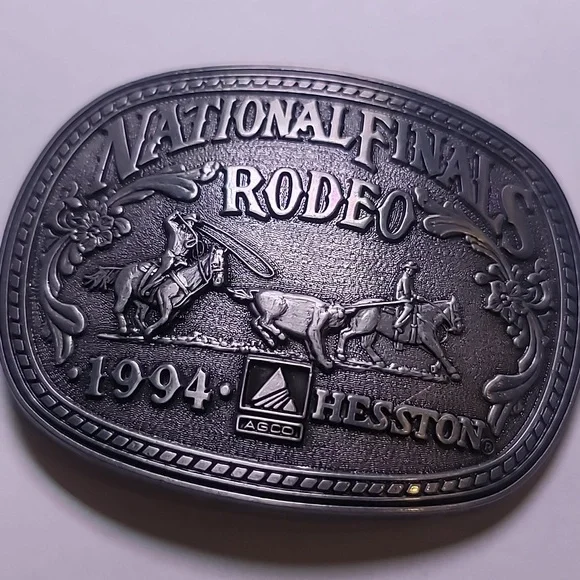 NATIONAL FINALS
RODEO
·1994· HESSTON®
AGCO